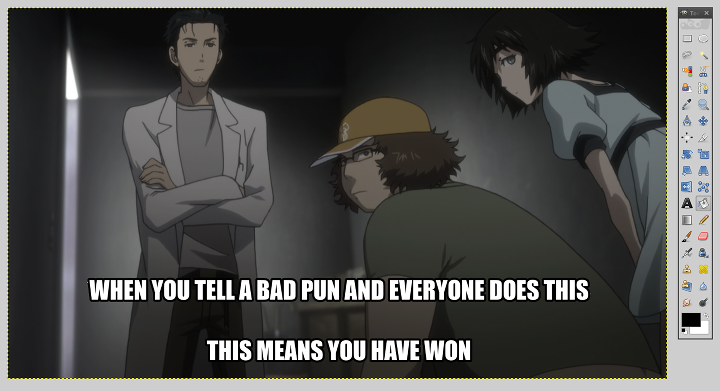 WHEN YOU TELL A BAD PUN AND EVERYONE DOES THIS
THIS MEANS YOU HAVE WON